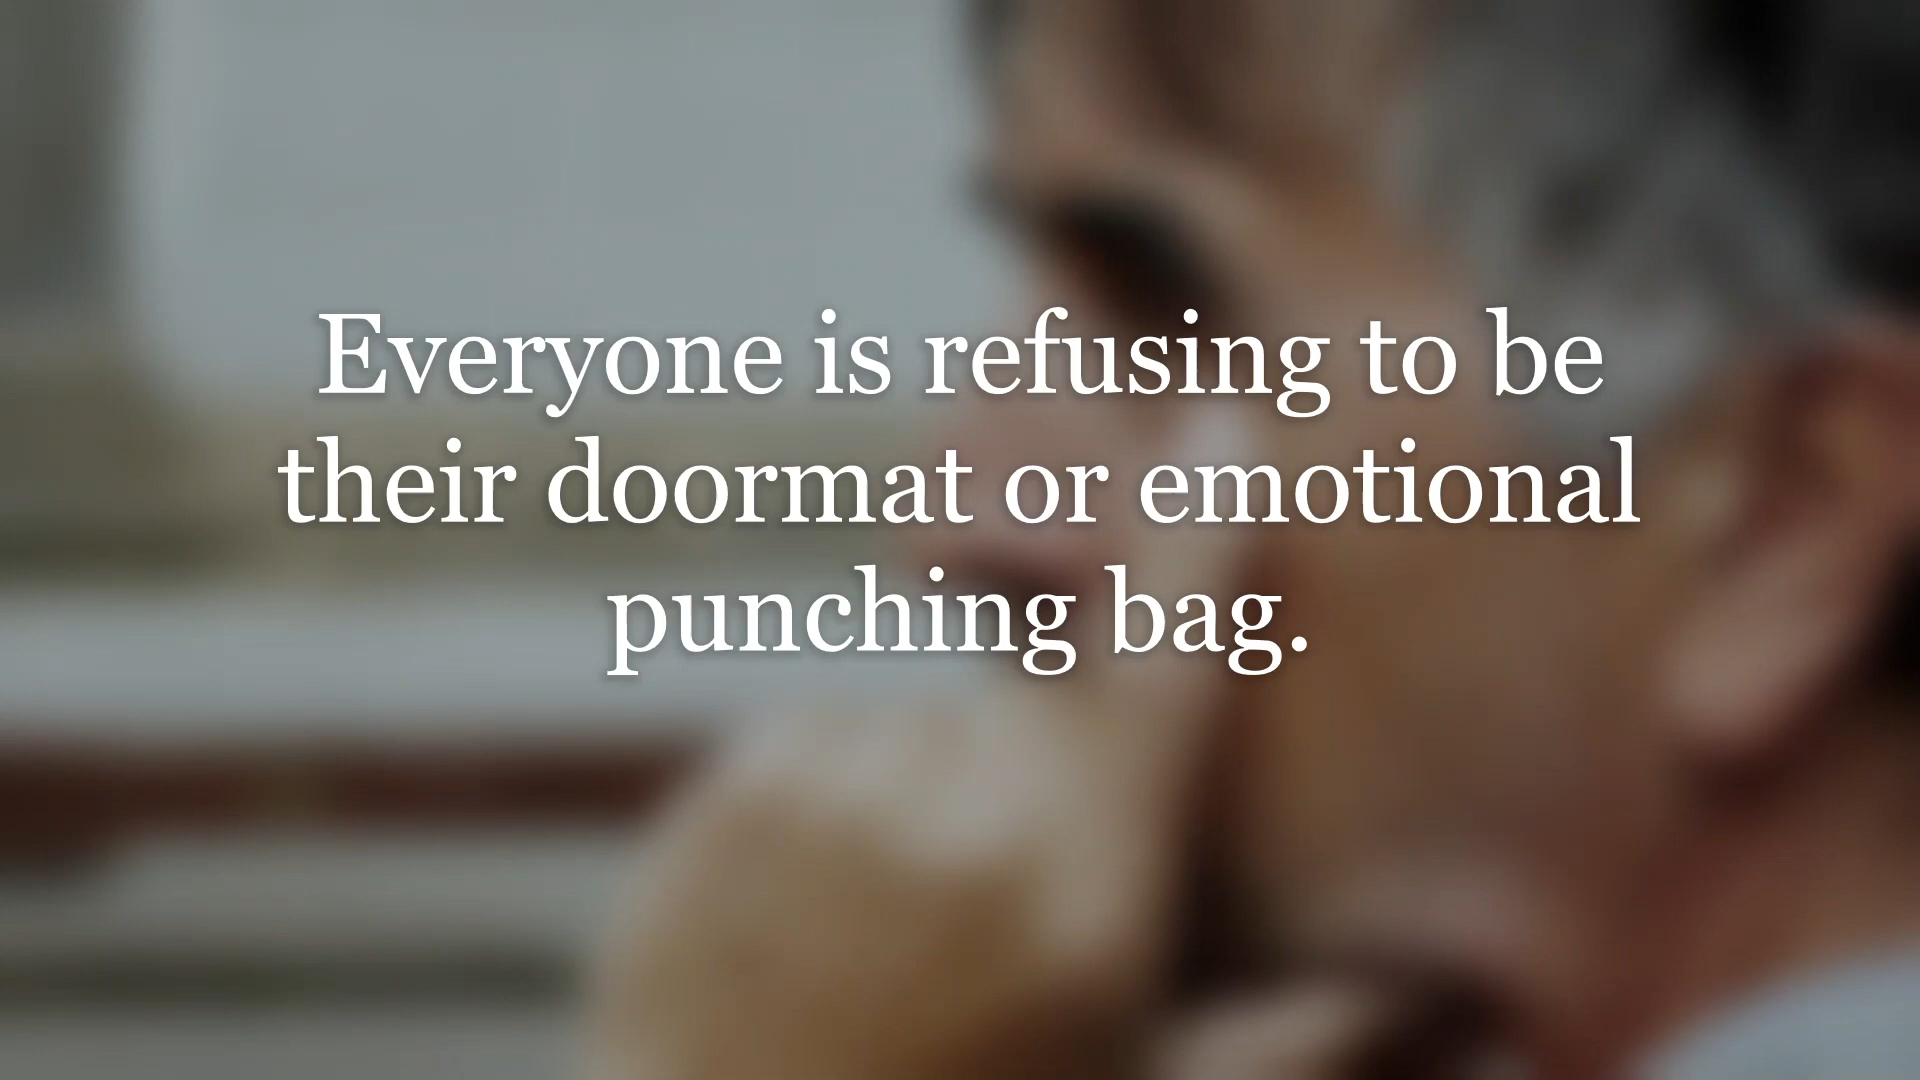 Everyone is refusing to be
their doormat or emotional
punching bag.